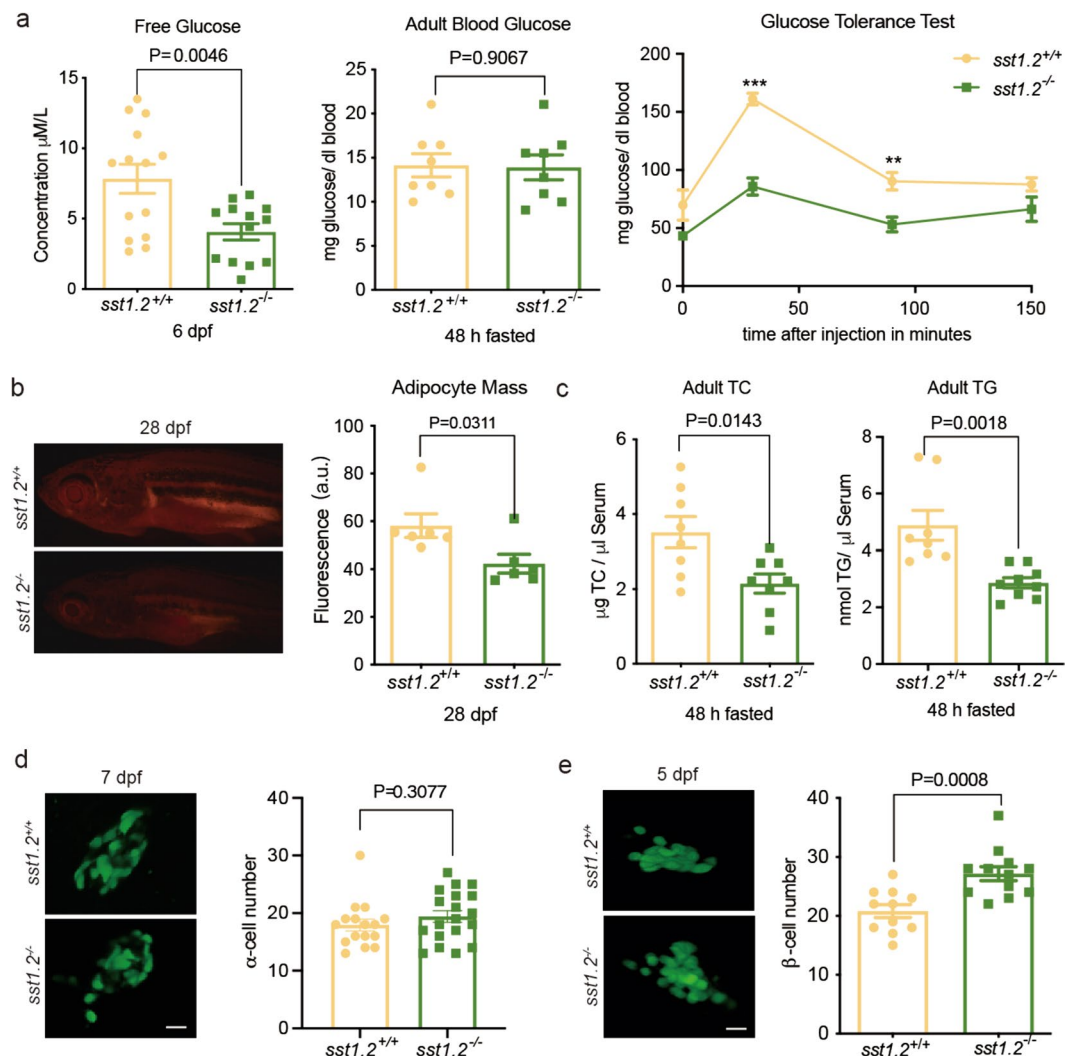 a
Free Glucose
P=0.0046
Concentration µM/L
15
10
5
0
sst1.2+/+
sst1.2-/-
6 dpf
Adult Blood Glucose
P=0.9067
mg glucose/ dl blood
25
20
15
10
5
0
sst1.2+/+
sst1.2-/-
48 h fasted
Glucose Tolerance Test
sst1.2+/+
sst1.2-/-
mg glucose/ dl blood
200
150
100
50
0
***
**
0
50
100
150
time after injection in minutes
b
28 dpf
sst1.2+/+
sst1.2-/-
Adipocyte Mass
P=0.0311
Fluorescence (a.u.)
100
80
60
40
20
0
sst1.2+/+
sst1.2-/-
28 dpf
c
Adult TC
P=0.0143
µg TC / µl Serum
6
4
2
0
sst1.2+/+
sst1.2-/-
48 h fasted
Adult TG
P=0.0018
nmol TG/ µl Serum
8
6
4
2
0
sst1.2+/+
sst1.2-/-
48 h fasted
d
7 dpf
sst1.2+/+
sst1.2-/-
P=0.3077
α-cell number
40
30
20
10
0
sst1.2+/+
sst1.2-/-
e
5 dpf
sst1.2+/+
sst1.2-/-
P=0.0008
β-cell number
40
30
20
10
0
sst1.2+/+
sst1.2-/-